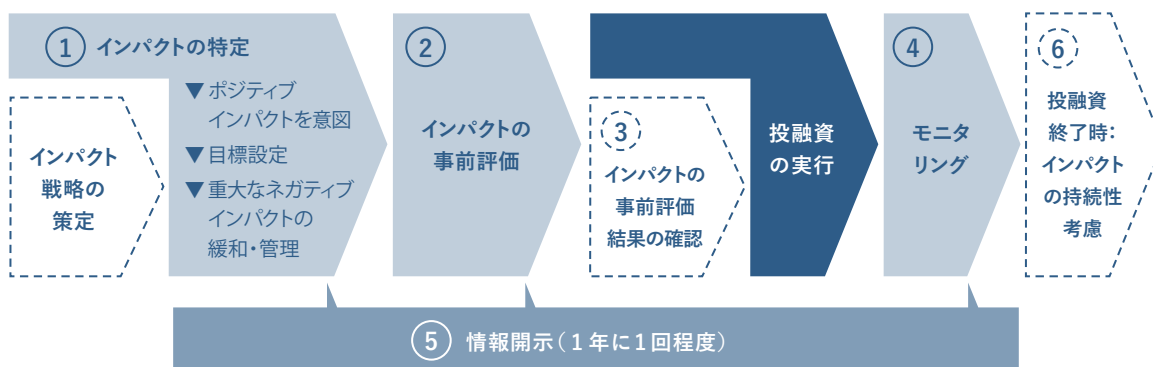 ① インパクトの特定
▼ポジティブ
インパクトを意図
▼目標設定
▼重大なネガティブ
インパクトの
緩和・管理
インパクト
戦略の
策定
②
インパクトの
事前評価
③
インパクトの
事前評価
結果の確認
投融資
の実行
④
モニタ
リング
⑥
投融資
終了時:
インパクト
の持続性
考慮
⑤ 情報開示(1年に1回程度)